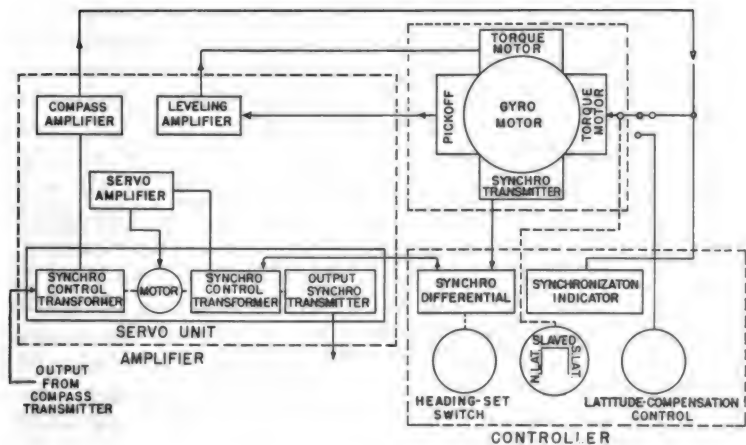 TORQUE
MOTOR
COMPASS
AMPLIFIER
LEVELING
AMPLIFIER
PICKOFF
GYRO
MOTOR
TORQUE
MOTOR
SYNCHRO
TRANSMITTER
SERVO
AMPLIFIER
SYNCHRO
CONTROL
TRANSFORMER
MOTOR
SYNCHRO
CONTROL
TRANSFORMER
OUTPUT
SYNCHRO
TRANSMITTER
SERVO UNIT
AMPLIFIER
OUTPUT
FROM
COMPASS
TRANSMITTER
SYNCHRO
DIFFERENTIAL
SYNCHRONIZATON
INDICATOR
SLAVED
N.LAT.
S.LAT.
HEADING-SET
SWITCH
LATITUDE-COMPENSATION
CONTROL
CONTROLLER